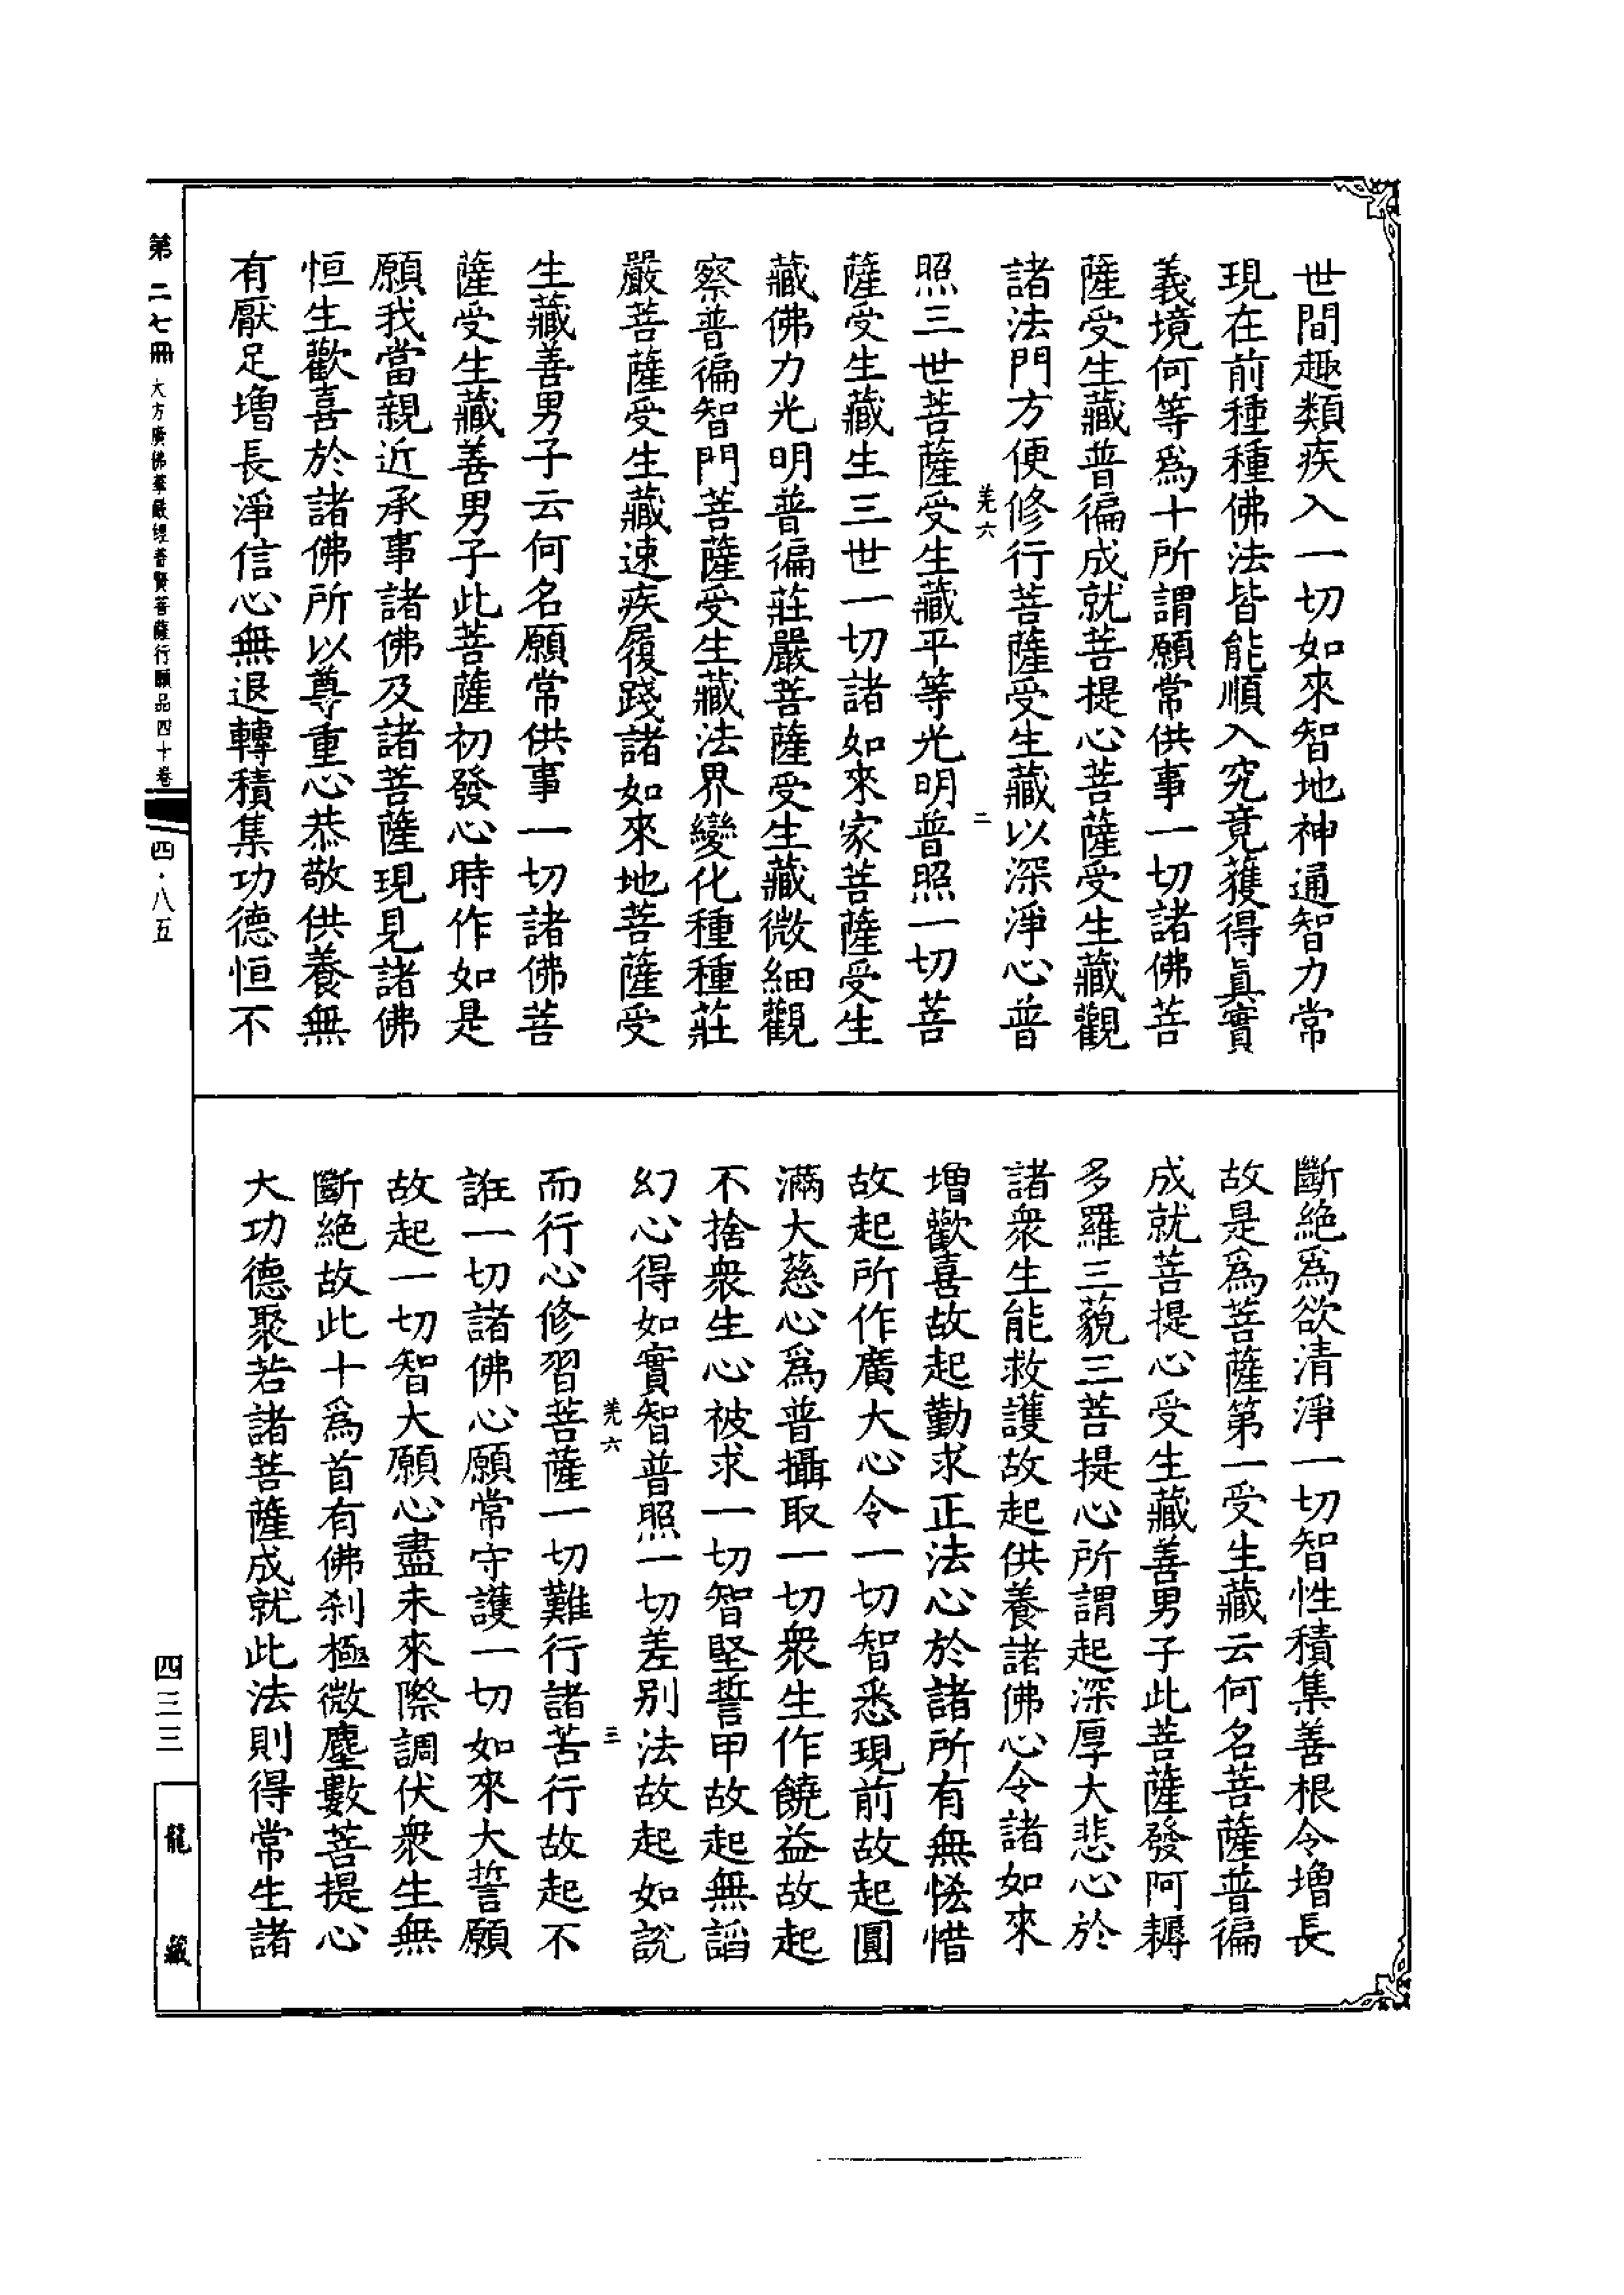 世間趣類疾入一切如來智地神通智力常
現在前種種佛法皆能順入究竟獲得眞實
義境何等爲十所謂願常供事一切諸佛菩
薩受生藏普徧成就菩提心菩薩受生藏觀
諸法門方便修行菩薩受生藏以深淨心普
羌六
二
照三世菩薩受生藏平等光明普照一切菩
薩受生藏生三世一切諸如來家菩薩受生
藏佛力光明普徧莊嚴菩薩受生藏微細觀
察普徧智門菩薩受生藏法界變化種種莊
嚴菩薩受生藏速疾履踐諸如來地菩薩受
生藏善男子云何名願常供事一切諸佛菩
薩受生藏善男子此菩薩初發心時作如是
願我當親近承事諸佛及諸菩薩現見諸佛
恒生歡喜於諸佛所以尊重心恭敬供養無
有厭足增長淨信心無退轉積集功德恒不
斷絕爲欲清淨一切智性積集善根令增長
故是爲菩薩第一受生藏云何名菩薩普徧
成就菩提心受生藏善男子此菩薩發阿耨
多羅三藐三菩提心所謂起深厚大悲心於
諸衆生能救護故起供養諸佛心令諸如來
增歡喜故起勤求正法心於諸所有無恡惜
故起所作廣大心令一切智悉現前故起圓
滿大慈心爲普攝取一切衆生作饒益故起
不捨衆生心被求一切智堅誓甲故起無諂
幻心得如實智普照一切差别法故起如說
羌六
三
而行心修習菩薩一切難行諸苦行故起不
誑一切諸佛心願常守護一切如來大誓願
故起一切智大願心盡未來際調伏衆生無
斷絕故此十爲首有佛刹極微塵數菩提心
大功德聚若諸菩薩成就此法則得常生諸
第二七冊 大方廣佛華嚴經普賢菩薩行願品四十卷
四·八五
四三三
龍藏